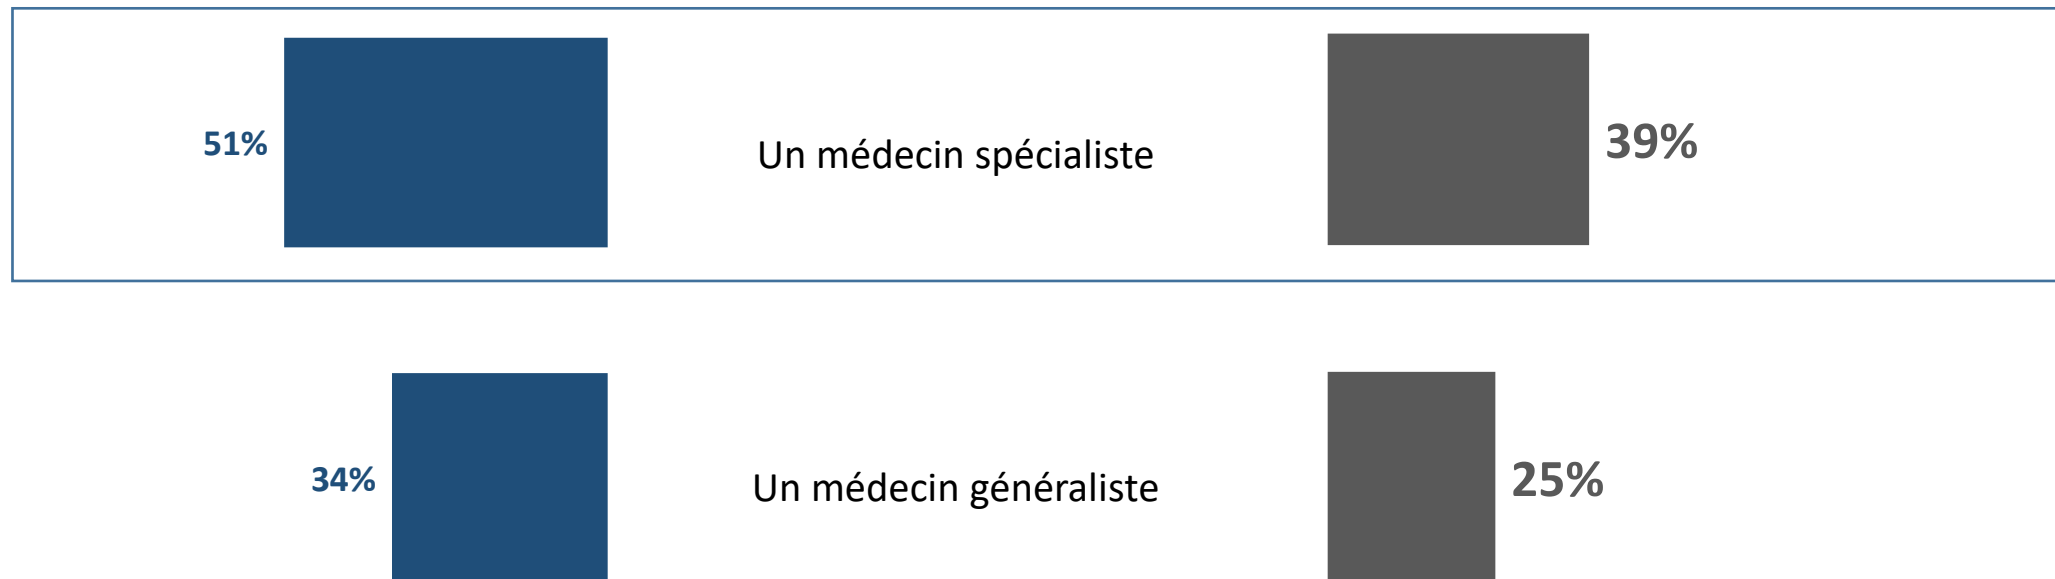 51% Un médecin spécialiste 39%
34% Un médecin généraliste 25%